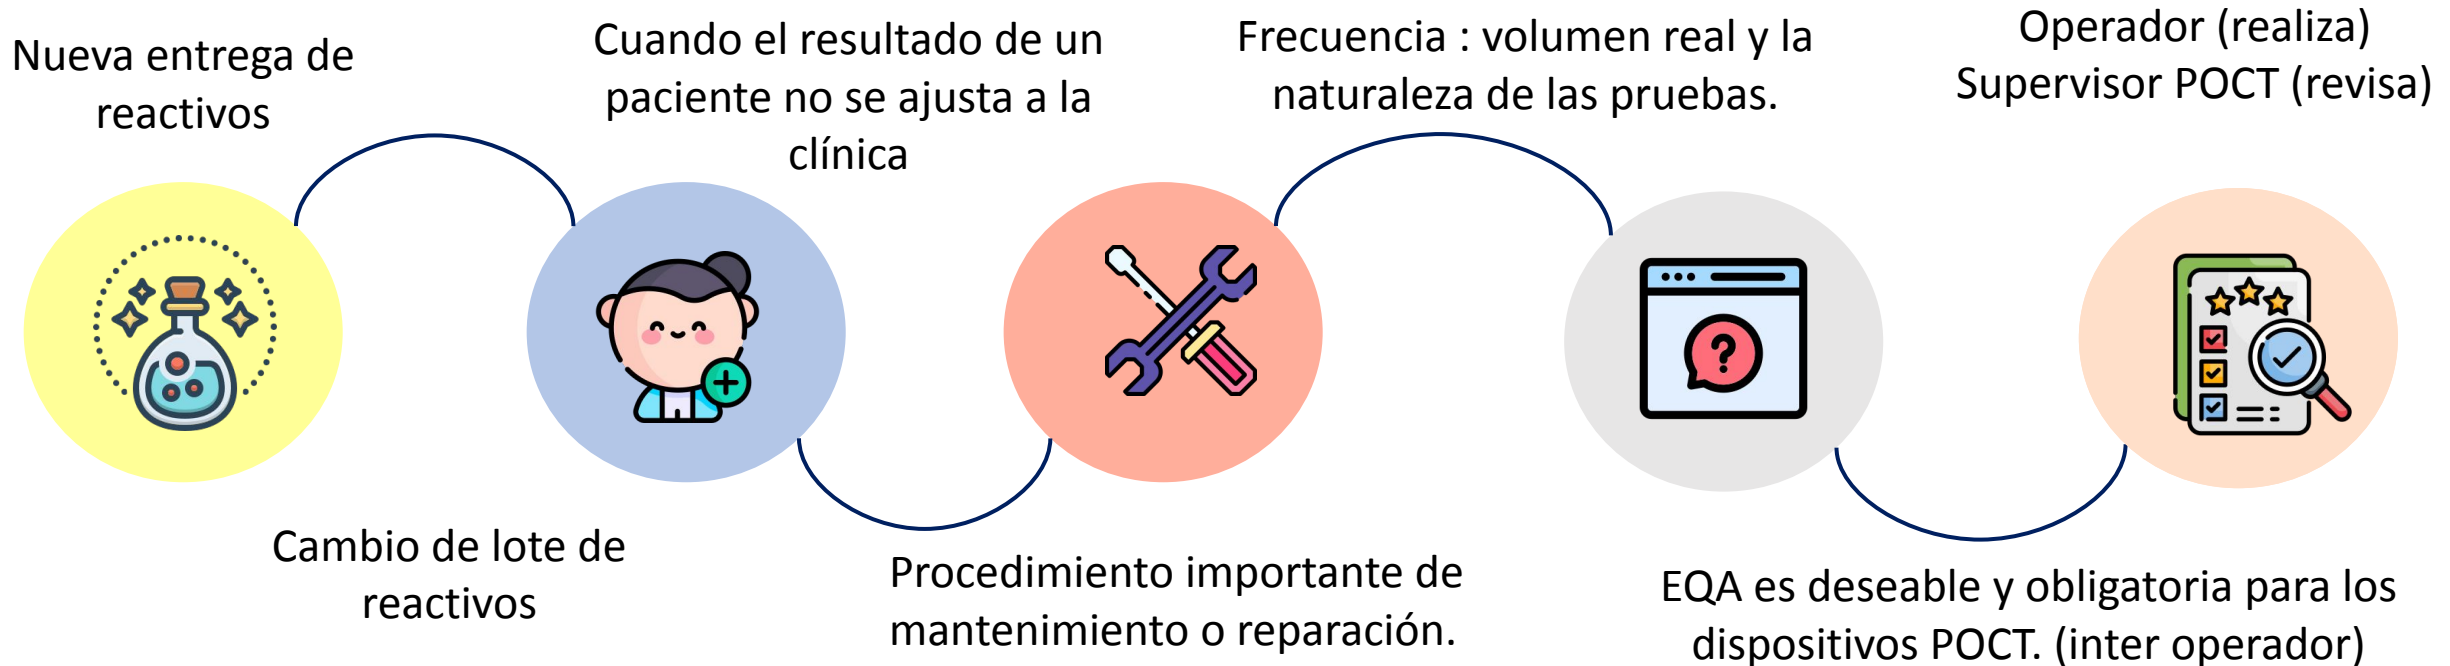 Nueva entrega de
reactivos
Cambio de lote de
reactivos
Cuando el resultado de un
paciente no se ajusta a la
clínica
Procedimiento importante de
mantenimiento o reparación.
Frecuencia : volumen real y la
naturaleza de las pruebas.
EQA es deseable y obligatoria para los
dispositivos POCT. (inter operador)
Operador (realiza)
Supervisor POCT (revisa)